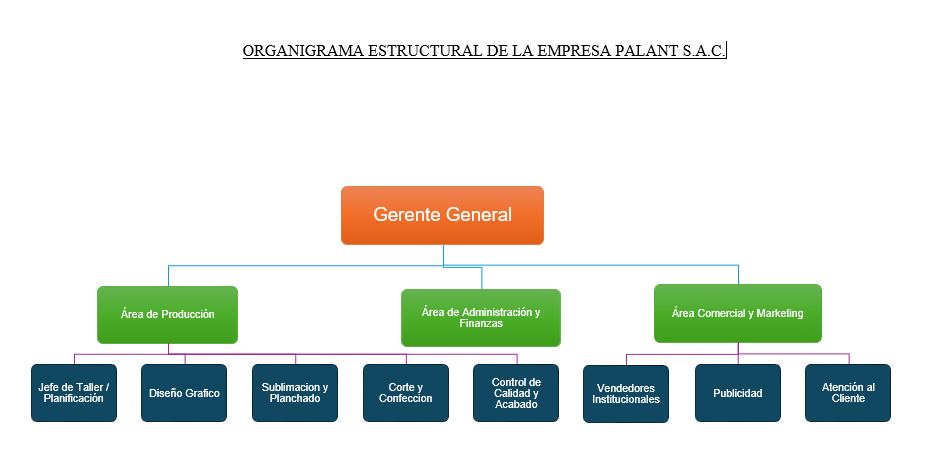 ORGANIGRAMA ESTRUCTURAL DE LA EMPRESA PALANT S.A.C.
Gerente General
Área de Producción
Área de Administración y
Finanzas
Área Comercial y Marketing
Jefe de Taller /
Planificación
Diseño Grafico
Sublimacion y
Planchado
Corte y
Confeccion
Control de
Calidad y
Acabado
Vendedores
Institucionales
Publicidad
Atención al
Cliente